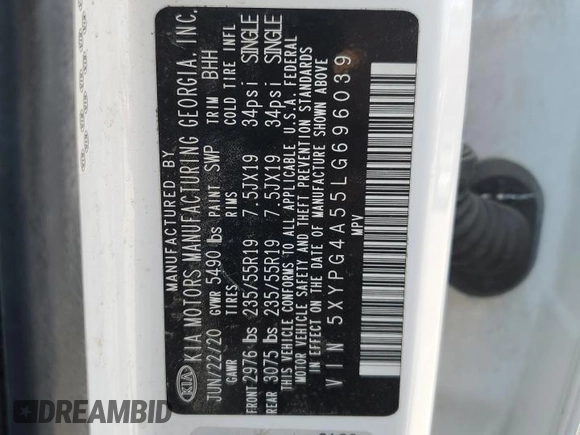 KIA
MANUFACTURED BY
KIA MOTORS MANUFACTURING GEORGIA, INC.
JUN/22/20 GVWR 5490 lbs PAINT SWP TRIM BHH
GAWR TIRES RIMS COLD TIRE INFL
FRONT 2976 lbs 235/55R19 7.5JX19 34psi SINGLE
REAR 3075 lbs 235/55R19 7.5JX19 34psi SINGLE
THIS VEHICLE CONFORMS TO ALL APPLICABLE U.S.A. FEDERAL
MOTOR VEHICLE SAFETY AND THEFT PREVENTION STANDARDS
IN EFFECT ON THE DATE OF MANUFACTURE SHOWN ABOVE
VIN 5XYPG4A55LG696039
MPV
DREAMBID